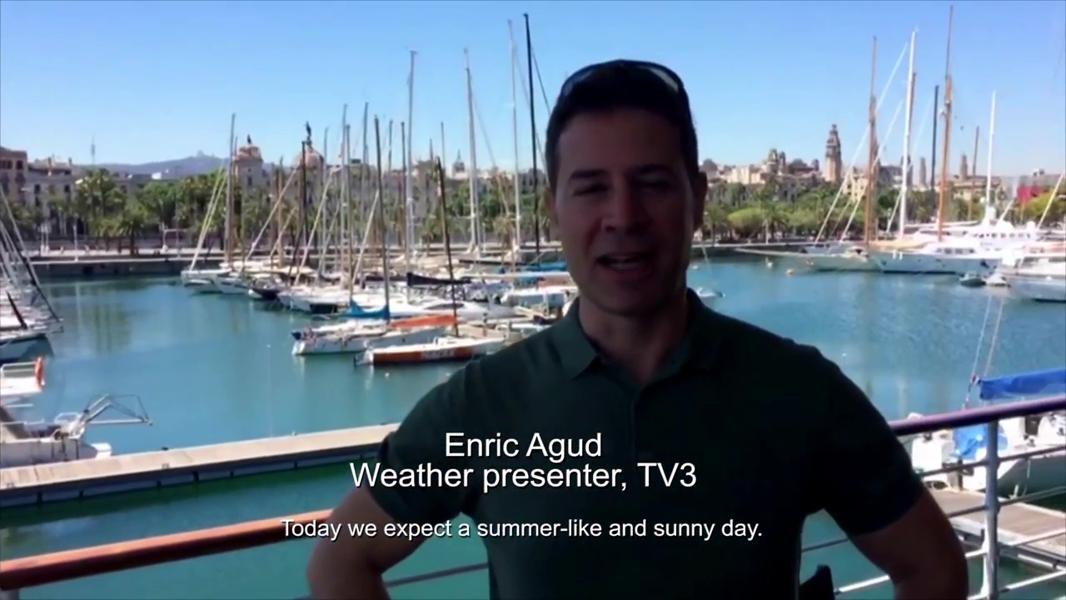 Enric Agud
Weather presenter, TV3
Today we expect a summer-like and sunny day.